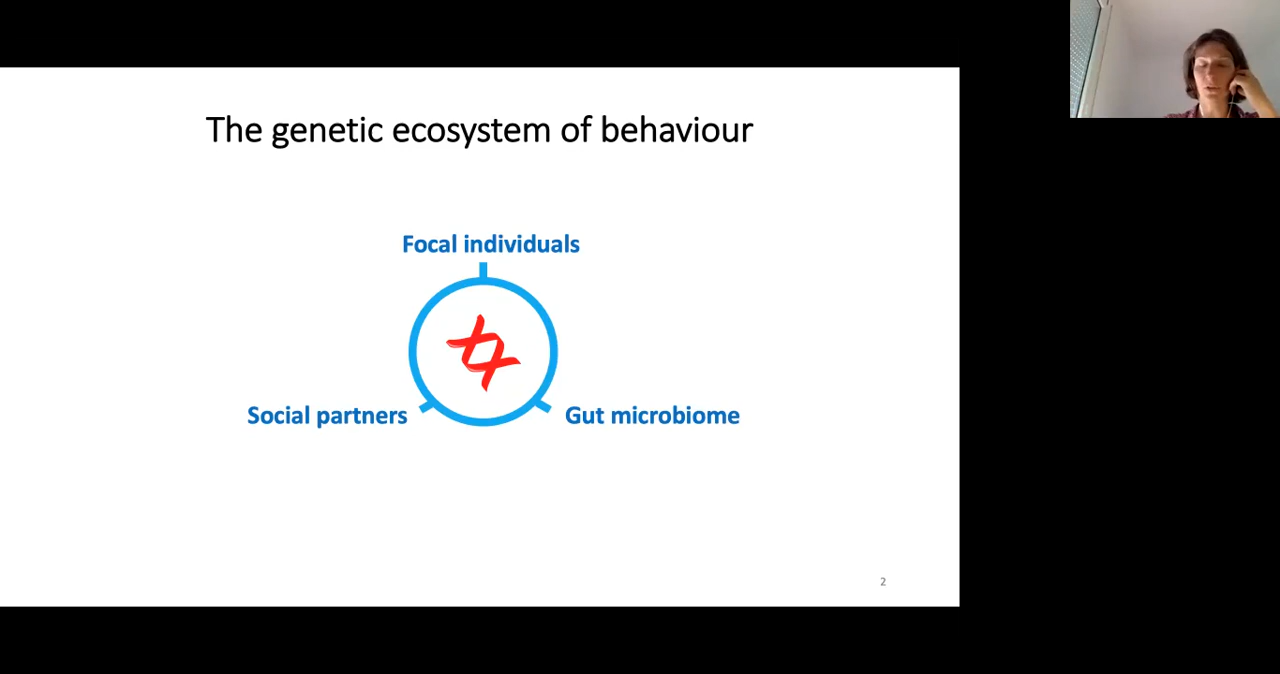 The genetic ecosystem of behaviour
Focal individuals
Social partners
Gut microbiome
2